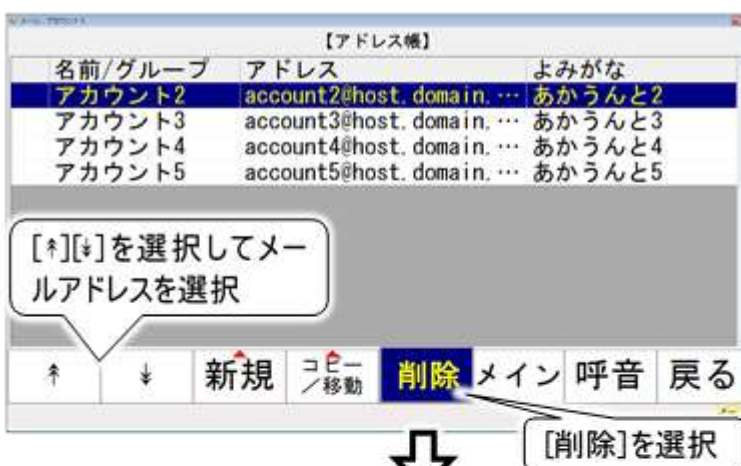 【アドレス帳】
名前/グループ アドレス よみがな
アカウント2 account2@host.domain.… あかうんと2
アカウント3 account3@host.domain.… あかうんと3
アカウント4 account4@host.domain.… あかうんと4
アカウント5 account5@host.domain.… あかうんと5
[↟][↡]を選択してメー
ルアドレスを選択
↟ ↡ 新規 コピー/移動 削除 メイン 呼音 戻る
[削除]を選択